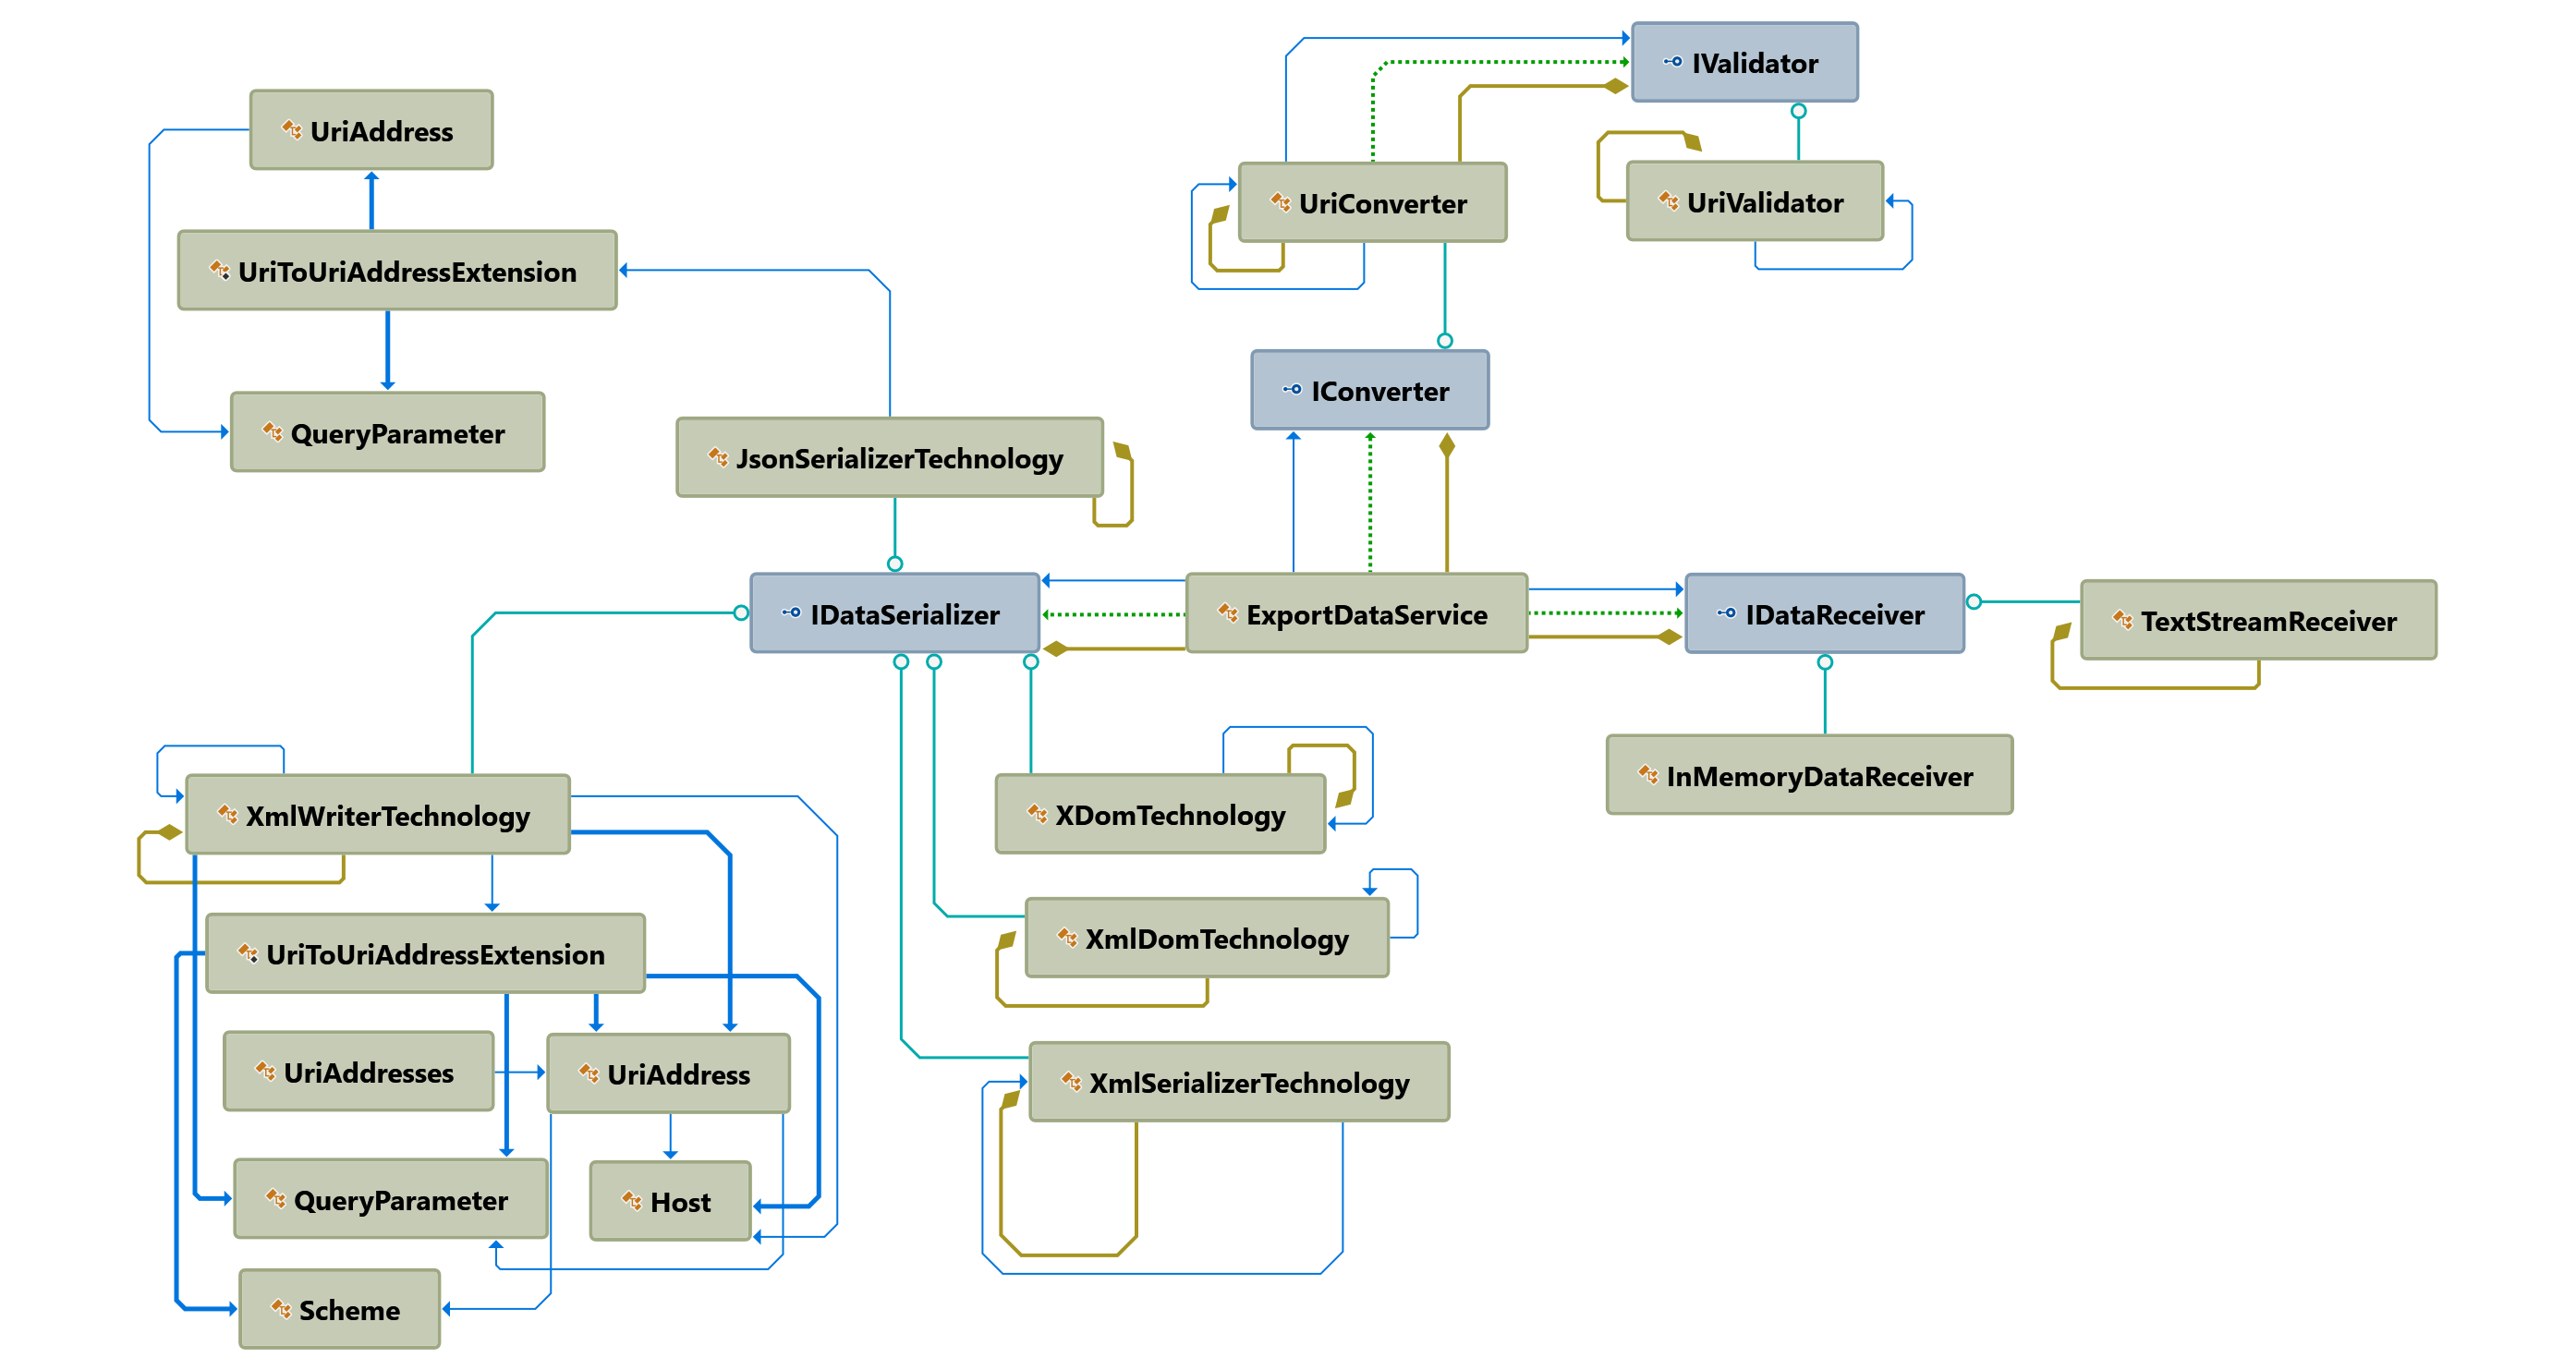 IValidator
UriAddress
UriConverter
UriValidator
UriToUriAddressExtension
IConverter
QueryParameter
JsonSerializerTechnology
IDataSerializer
ExportDataService
IDataReceiver
TextStreamReceiver
InMemoryDataReceiver
XmlWriterTechnology
XDomTechnology
XmlDomTechnology
UriToUriAddressExtension
UriAddresses
UriAddress
XmlSerializerTechnology
QueryParameter
Host
Scheme